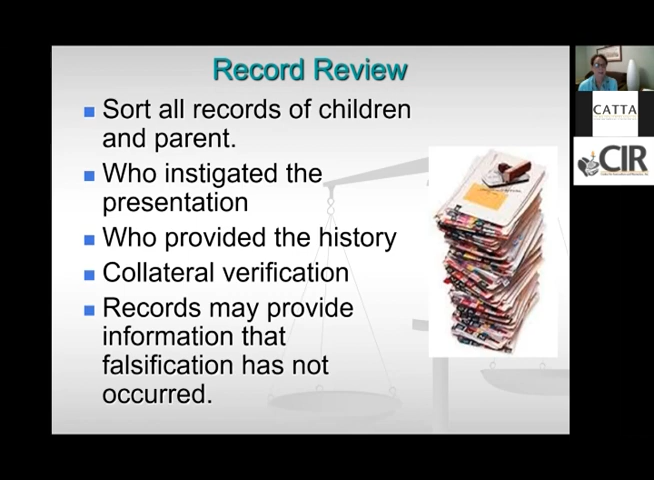 Record Review
Sort all records of children
and parent.
Who instigated the
presentation
Who provided the history
Collateral verification
Records may provide
information that
falsification has not
occurred.
CATTA
CIR